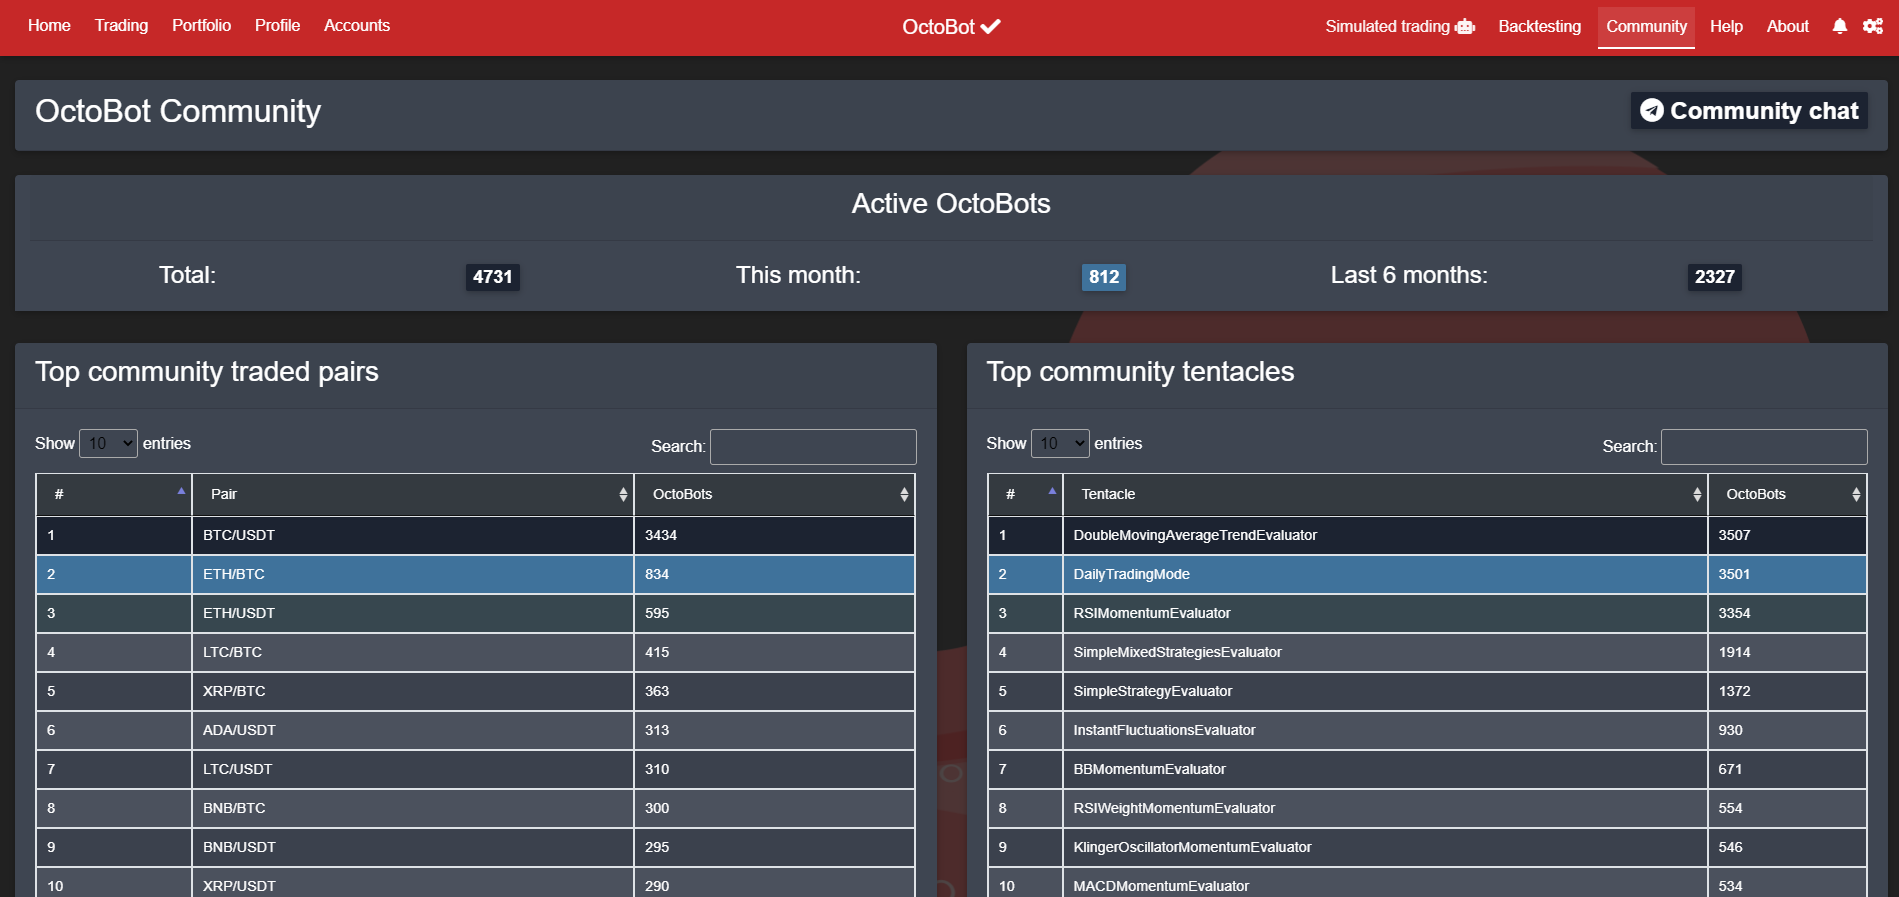 Home Trading Portfolio Profile Accounts OctoBot Simulated trading Backtesting Community Help About
OctoBot Community Community chat
Active OctoBots
Total: 4731 This month: 812 Last 6 months: 2327
Top community traded pairs
Show 10 entries Search:
# Pair OctoBots
1 BTC/USDT 3434
2 ETH/BTC 834
3 ETH/USDT 595
4 LTC/BTC 415
5 XRP/BTC 363
6 ADA/USDT 313
7 LTC/USDT 310
8 BNB/BTC 300
9 BNB/USDT 295
10 XRP/USDT 290
Top community tentacles
Show 10 entries Search:
# Tentacle OctoBots
1 DoubleMovingAverageTrendEvaluator 3507
2 DailyTradingMode 3501
3 RSIMomentumEvaluator 3354
4 SimpleMixedStrategiesEvaluator 1914
5 SimpleStrategyEvaluator 1372
6 InstantFluctuationsEvaluator 930
7 BBMomentumEvaluator 671
8 RSIWeightMomentumEvaluator 554
9 KlingerOscillatorMomentumEvaluator 546
10 MACDMomentumEvaluator 534